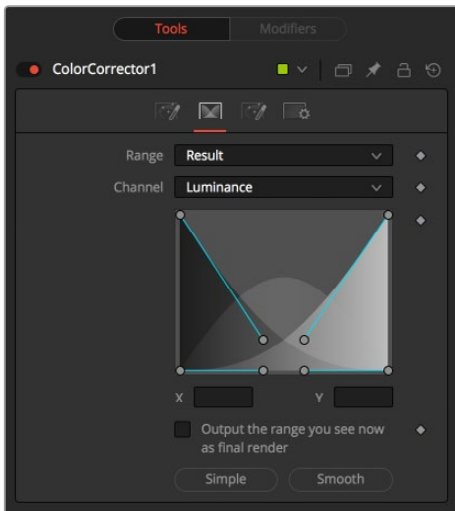 Tools
Modifiers
ColorCorrector1
Range
Result
Channel
Luminance
X
Y
Output the range you see now
as final render
Simple
Smooth